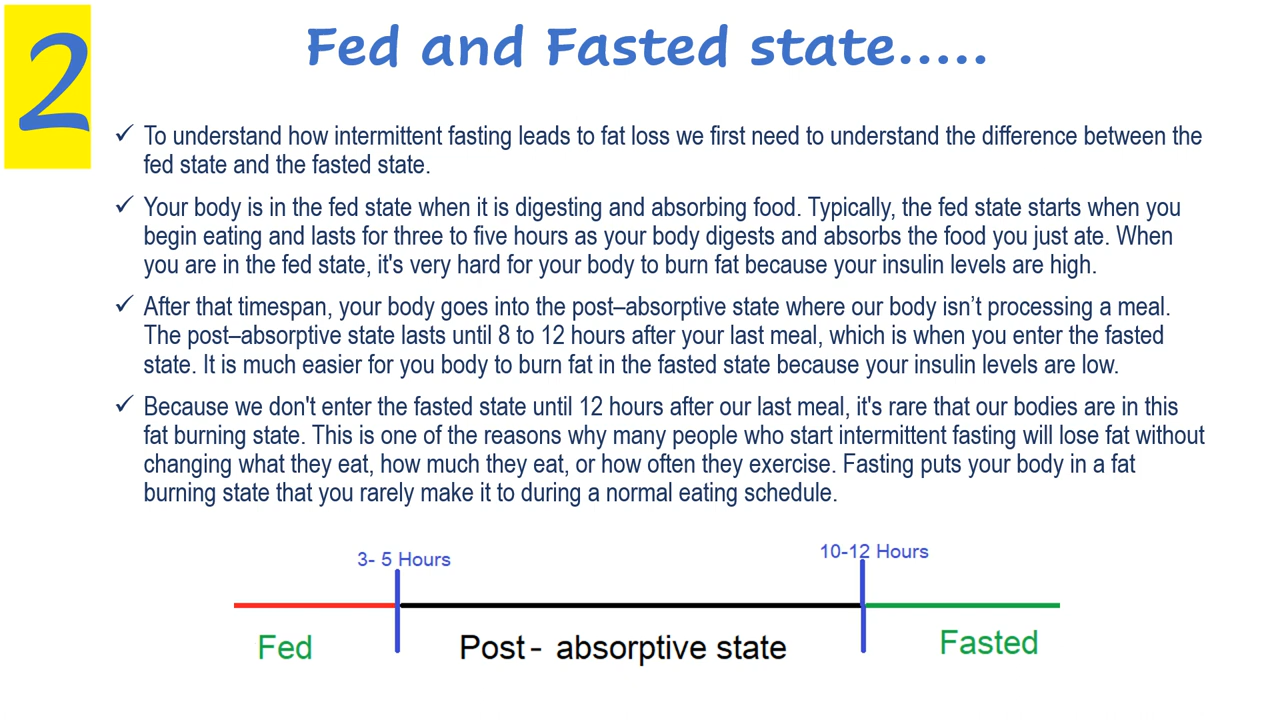 2
Fed and Fasted state.....
✓ To understand how intermittent fasting leads to fat loss we first need to understand the difference between the
fed state and the fasted state.
✓ Your body is in the fed state when it is digesting and absorbing food. Typically, the fed state starts when you
begin eating and lasts for three to five hours as your body digests and absorbs the food you just ate. When
you are in the fed state, it's very hard for your body to burn fat because your insulin levels are high.
✓ After that timespan, your body goes into the post–absorptive state where our body isn’t processing a meal.
The post–absorptive state lasts until 8 to 12 hours after your last meal, which is when you enter the fasted
state. It is much easier for you body to burn fat in the fasted state because your insulin levels are low.
✓ Because we don't enter the fasted state until 12 hours after our last meal, it's rare that our bodies are in this
fat burning state. This is one of the reasons why many people who start intermittent fasting will lose fat without
changing what they eat, how much they eat, or how often they exercise. Fasting puts your body in a fat
burning state that you rarely make it to during a normal eating schedule.
3- 5 Hours
10-12 Hours
Fed
Post - absorptive state
Fasted